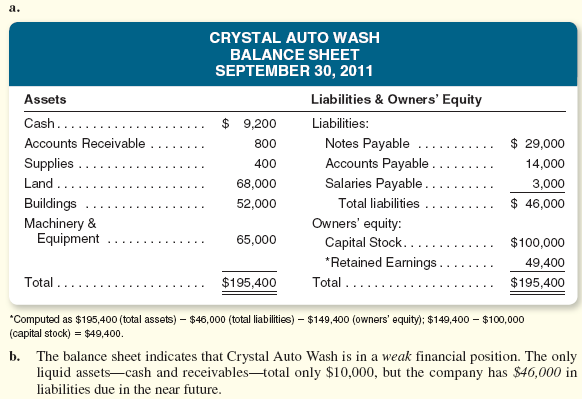 a.
CRYSTAL AUTO WASH
BALANCE SHEET
SEPTEMBER 30, 2011
Assets Liabilities & Owners' Equity
Cash..................... $ 9,200 Liabilities:
Accounts Receivable ........ 800 Notes Payable ........... $ 29,000
Supplies .................. 400 Accounts Payable......... 14,000
Land ..................... 68,000 Salaries Payable.......... 3,000
Buildings ................. 52,000 Total liabilities .......... $ 46,000
Machinery & Owners' equity:
Equipment .............. 65,000 Capital Stock............. $100,000
*Retained Earnings........ 49,400
Total ..................... $195,400 Total ..................... $195,400
*Computed as $195,400 (total assets) – $46,000 (total liabilities) – $149,400 (owners' equity); $149,400 – $100,000
(capital stock) = $49,400.
b. The balance sheet indicates that Crystal Auto Wash is in a weak financial position. The only
liquid assets—cash and receivables—total only $10,000, but the company has $46,000 in
liabilities due in the near future.